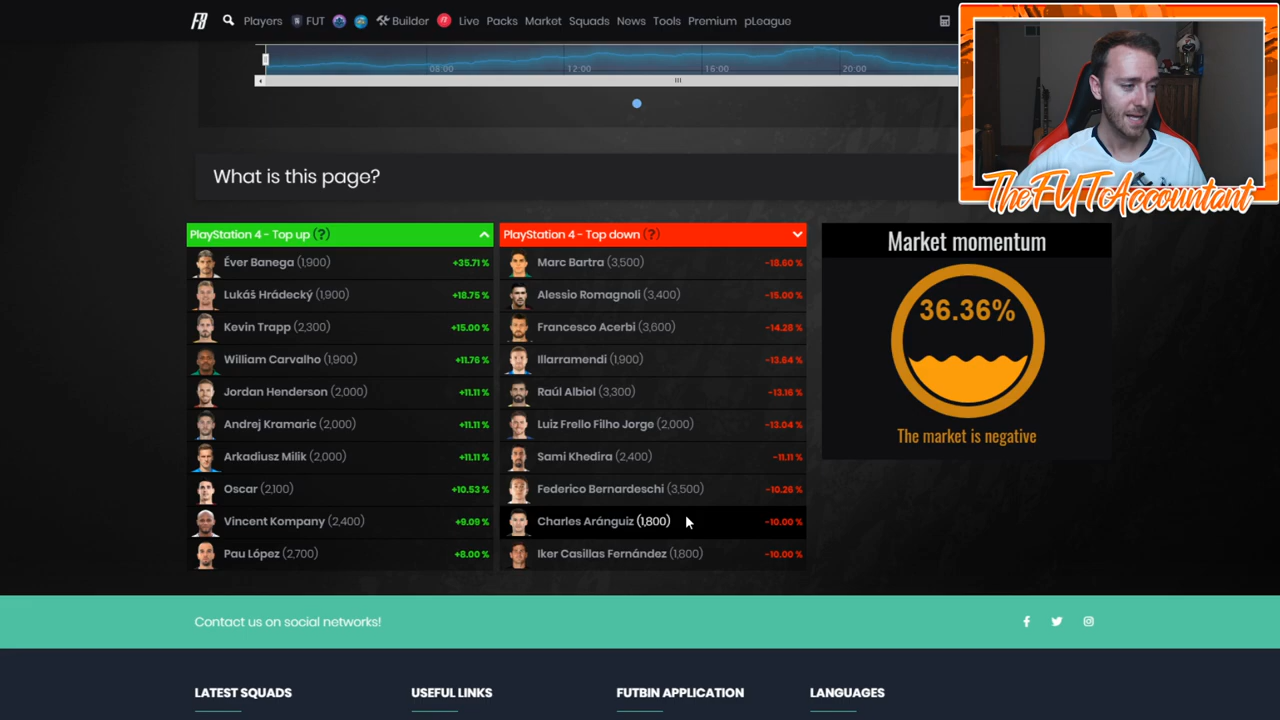 FB Players FUT Builder Live Packs Market Squads News Tools Premium pLeague
08:00 12:00 16:00 20:00
TheFUTAccountant
What is this page?
PlayStation 4 - Top up (?)
Éver Banega (1,900) +35.71 %
Lukáš Hrádecký (1,900) +18.75 %
Kevin Trapp (2,300) +15.00 %
William Carvalho (1,900) +11.76 %
Jordan Henderson (2,000) +11.11 %
Andrej Kramaric (2,000) +11.11 %
Arkadiusz Milik (2,000) +11.11 %
Oscar (2,100) +10.53 %
Vincent Kompany (2,400) +9.09 %
Pau López (2,700) +8.00 %
PlayStation 4 - Top down (?)
Marc Bartra (3,500) -18.60 %
Alessio Romagnoli (3,400) -15.00 %
Francesco Acerbi (3,600) -14.28 %
Illarramendi (1,900) -13.64 %
Raúl Albiol (3,300) -13.16 %
Luiz Frello Filho Jorge (2,000) -13.04 %
Sami Khedira (2,400) -11.11 %
Federico Bernardeschi (3,500) -10.26 %
Charles Aránguiz (1,800) -10.00 %
Iker Casillas Fernández (1,800) -10.00 %
Market momentum
36.36%
The market is negative
Contact us on social networks!
LATEST SQUADS USEFUL LINKS FUTBIN APPLICATION LANGUAGES